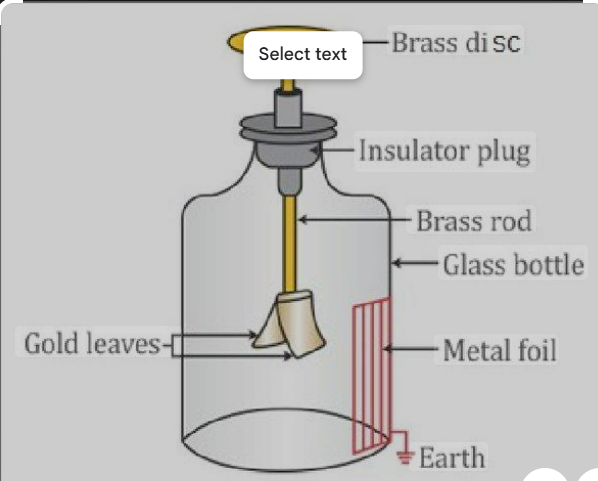 Brass disc
Select text
Insulator plug
Brass rod
Glass bottle
Gold leaves
Metal foil
Earth